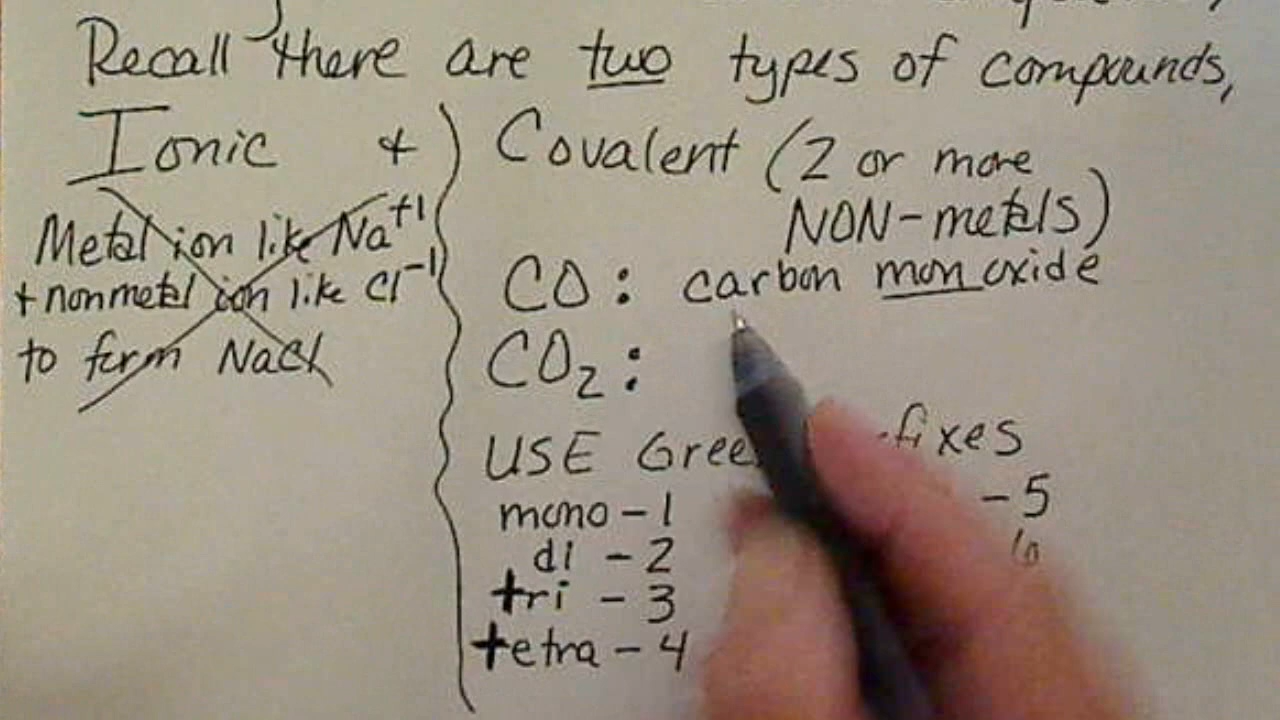 Recall there are two types of compounds,
Ionic +
Metal ion like Na+1
+ nonmetal ion like Cl-1
to form NaCl
Covalent (2 or more
NON-metals)
CO: carbon monoxide
CO2:
USE
mono - 1
di - 2
tri - 3
tetra - 4
- 5
6